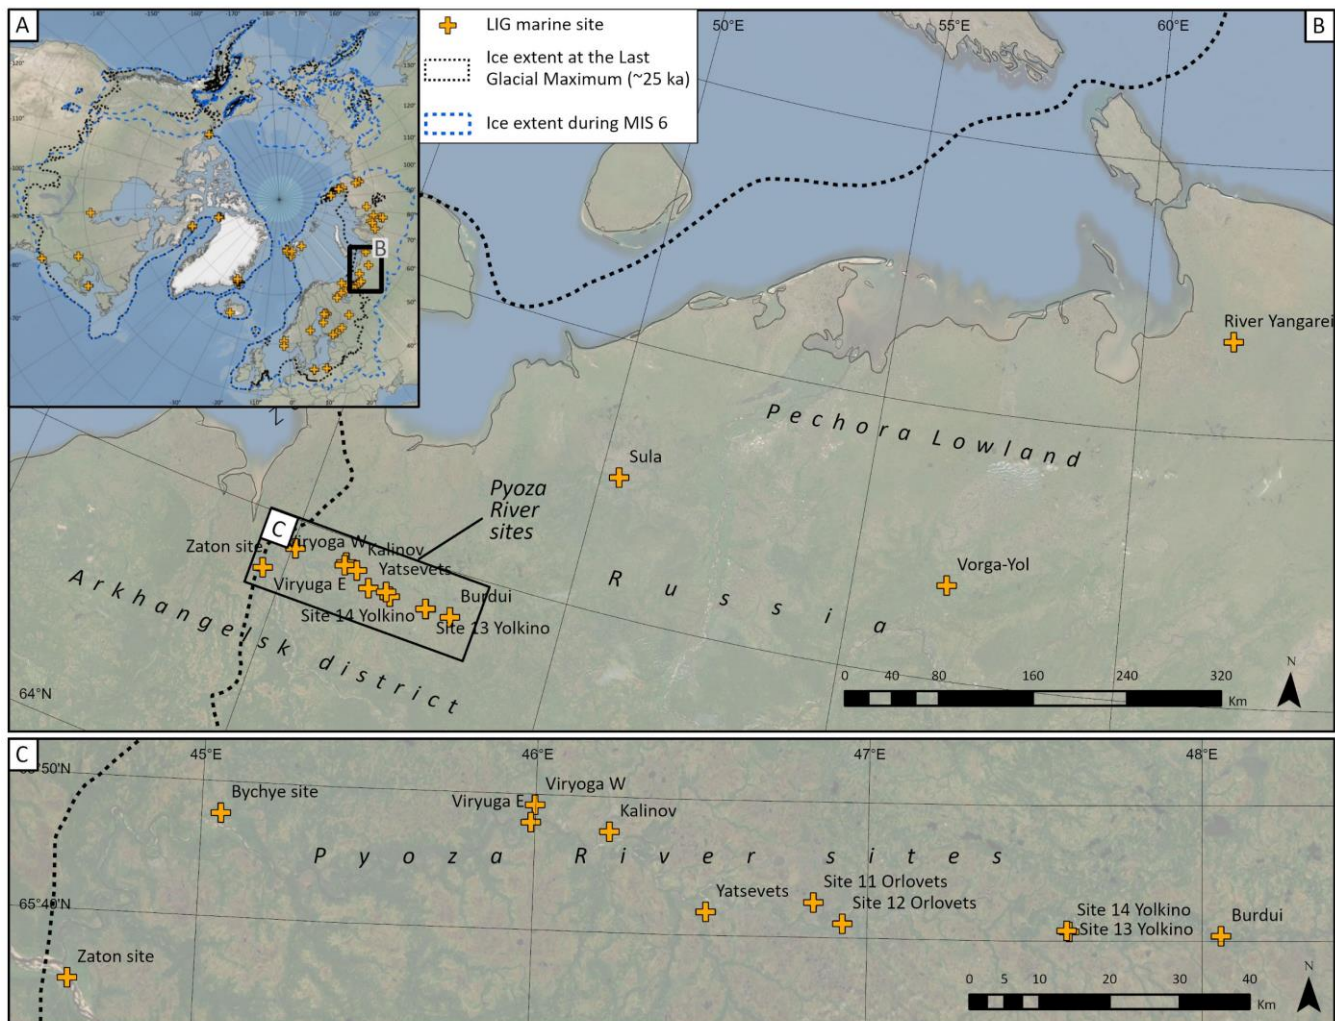 A
LIG marine site
Ice extent at the Last
Glacial Maximum (~25 ka)
Ice extent during MIS 6
B
50°E
55°E
60°E
B
River Yangarei
Pechora Lowland
Sula
Pyoza
River
sites
C
Zaton site
Viryoga W
Kalinov
Yatsevets
Viryuga E
Burdui
Site 14 Yolkino
Site 13 Yolkino
Vorga-Yol
Russia
Arkhangelsk district
64°N
0 40 80 160 240 320
Km
N
C
45°E
46°E
47°E
48°E
50'N
Bychye site
Viryoga W
Viryuga E
Kalinov
Pyoza River sites
65°40'N
Yatsevets
Site 11 Orlovets
Site 12 Orlovets
Site 14 Yolkino
Site 13 Yolkino
Burdui
Zaton site
0 5 10 20 30 40
Km
N